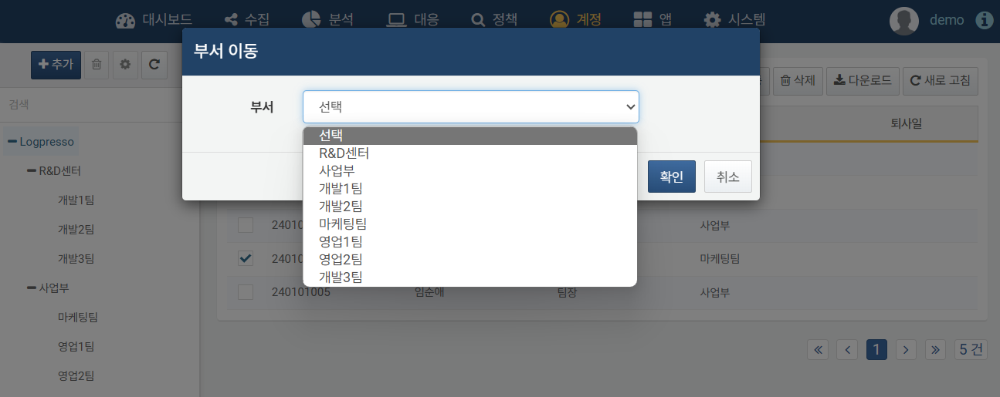 대시보드 수집 분석 대응 정책 계정 앱 시스템 demo
부서 이동
추가
삭제 다운로드 새로 고침
검색
부서 선택
퇴사일
선택
R&D센터
사업부
개발1팀
개발2팀
마케팅팀
영업1팀
영업2팀
개발3팀
확인 취소
Logpresso
R&D센터
개발1팀
개발2팀
개발3팀
사업부
마케팅팀
영업1팀
영업2팀
사업부
마케팅팀
240101005 임순애 팀장 사업부
« ‹ 1 › » 5 건